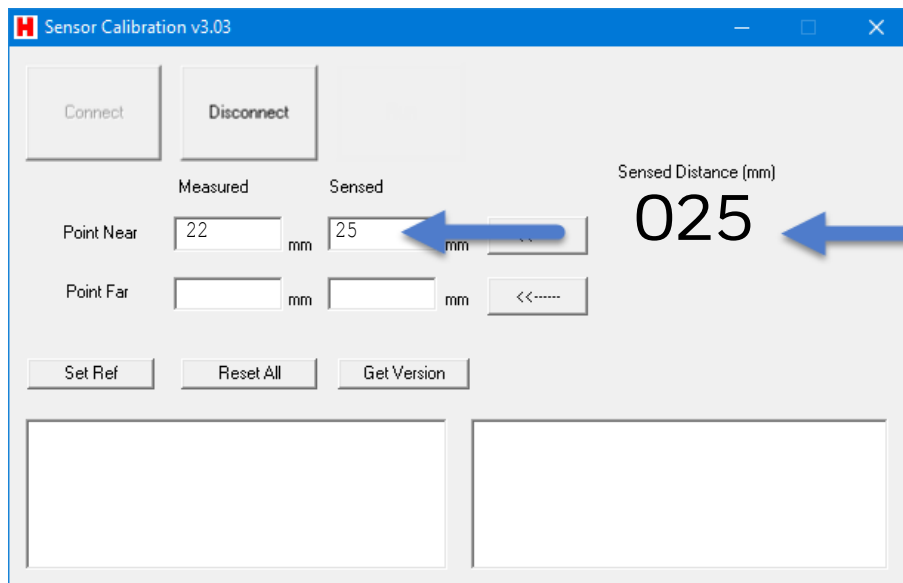 H Sensor Calibration v3.03
Connect Disconnect
Sensed Distance (mm)
Measured Sensed
025
Point Near 22 mm 25 mm
Point Far mm mm <<------
Set Ref Reset All Get Version